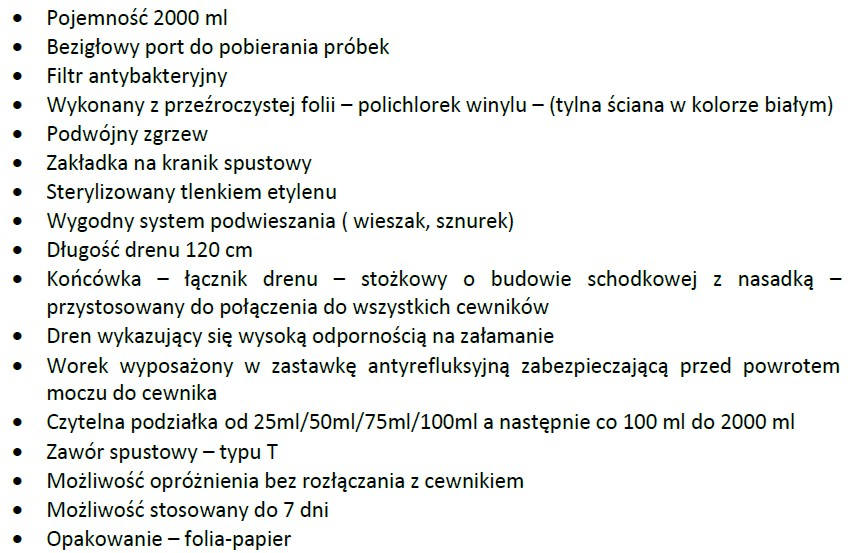 • Pojemność 2000 ml
• Bezigłowy port do pobierania próbek
• Filtr antybakteryjny
• Wykonany z przeźroczystej folii – polichlorek winylu – (tylna ściana w kolorze białym)
• Podwójny zgrzew
• Zakładka na kranik spustowy
• Sterylizowany tlenkiem etylenu
• Wygodny system podwieszania ( wieszak, sznurek)
• Długość drenu 120 cm
• Końcówka – łącznik drenu – stożkowy o budowie schodkowej z nasadką –
przystosowany do połączenia do wszystkich cewników
• Dren wykazujący się wysoką odpornością na załamanie
• Worek wyposażony w zastawkę antyrefluksyjną zabezpieczającą przed powrotem
moczu do cewnika
• Czytelna podziałka od 25ml/50ml/75ml/100ml a następnie co 100 ml do 2000 ml
• Zawór spustowy – typu T
• Możliwość opróżnienia bez rozłączania z cewnikiem
• Możliwość stosowany do 7 dni
• Opakowanie – folia-papier